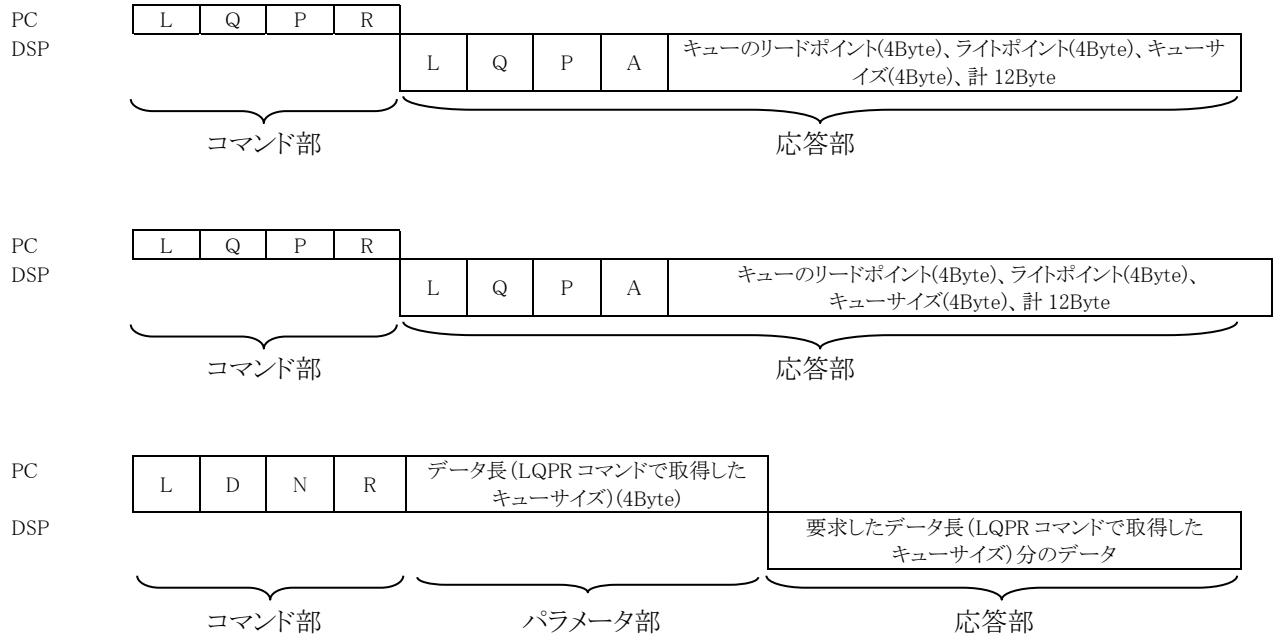 PC
L Q P R
DSP
L Q P A
キューのリードポイント(4Byte)、ライトポイント(4Byte)、キューサ
イズ(4Byte)、計 12Byte
コマンド部
応答部
PC
L Q P R
DSP
L Q P A
キューのリードポイント(4Byte)、ライトポイント(4Byte)、
キューサイズ(4Byte)、計 12Byte
コマンド部
応答部
PC
L D N R
データ長(LQPR コマンドで取得した
キューサイズ)(4Byte)
DSP
要求したデータ長(LQPR コマンドで取得した
キューサイズ)分のデータ
コマンド部
パラメータ部
応答部